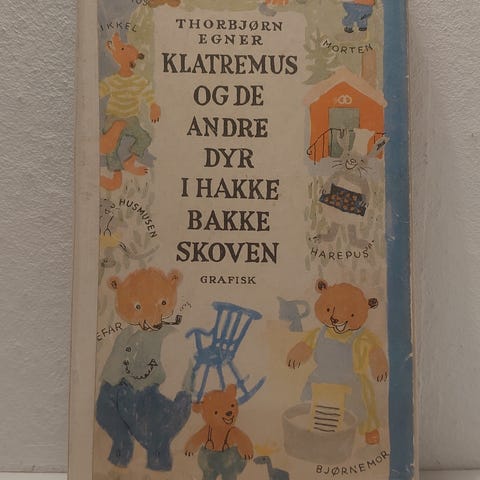 THORBJØRN
EGNER
KLATREMUS
OG DE
ANDRE
DYR
I HAKKE
BAKKE
SKOVEN
GRAFISK
MORTEN
HUSMUSEN
"HAREPUS"
BJØRNEMOR